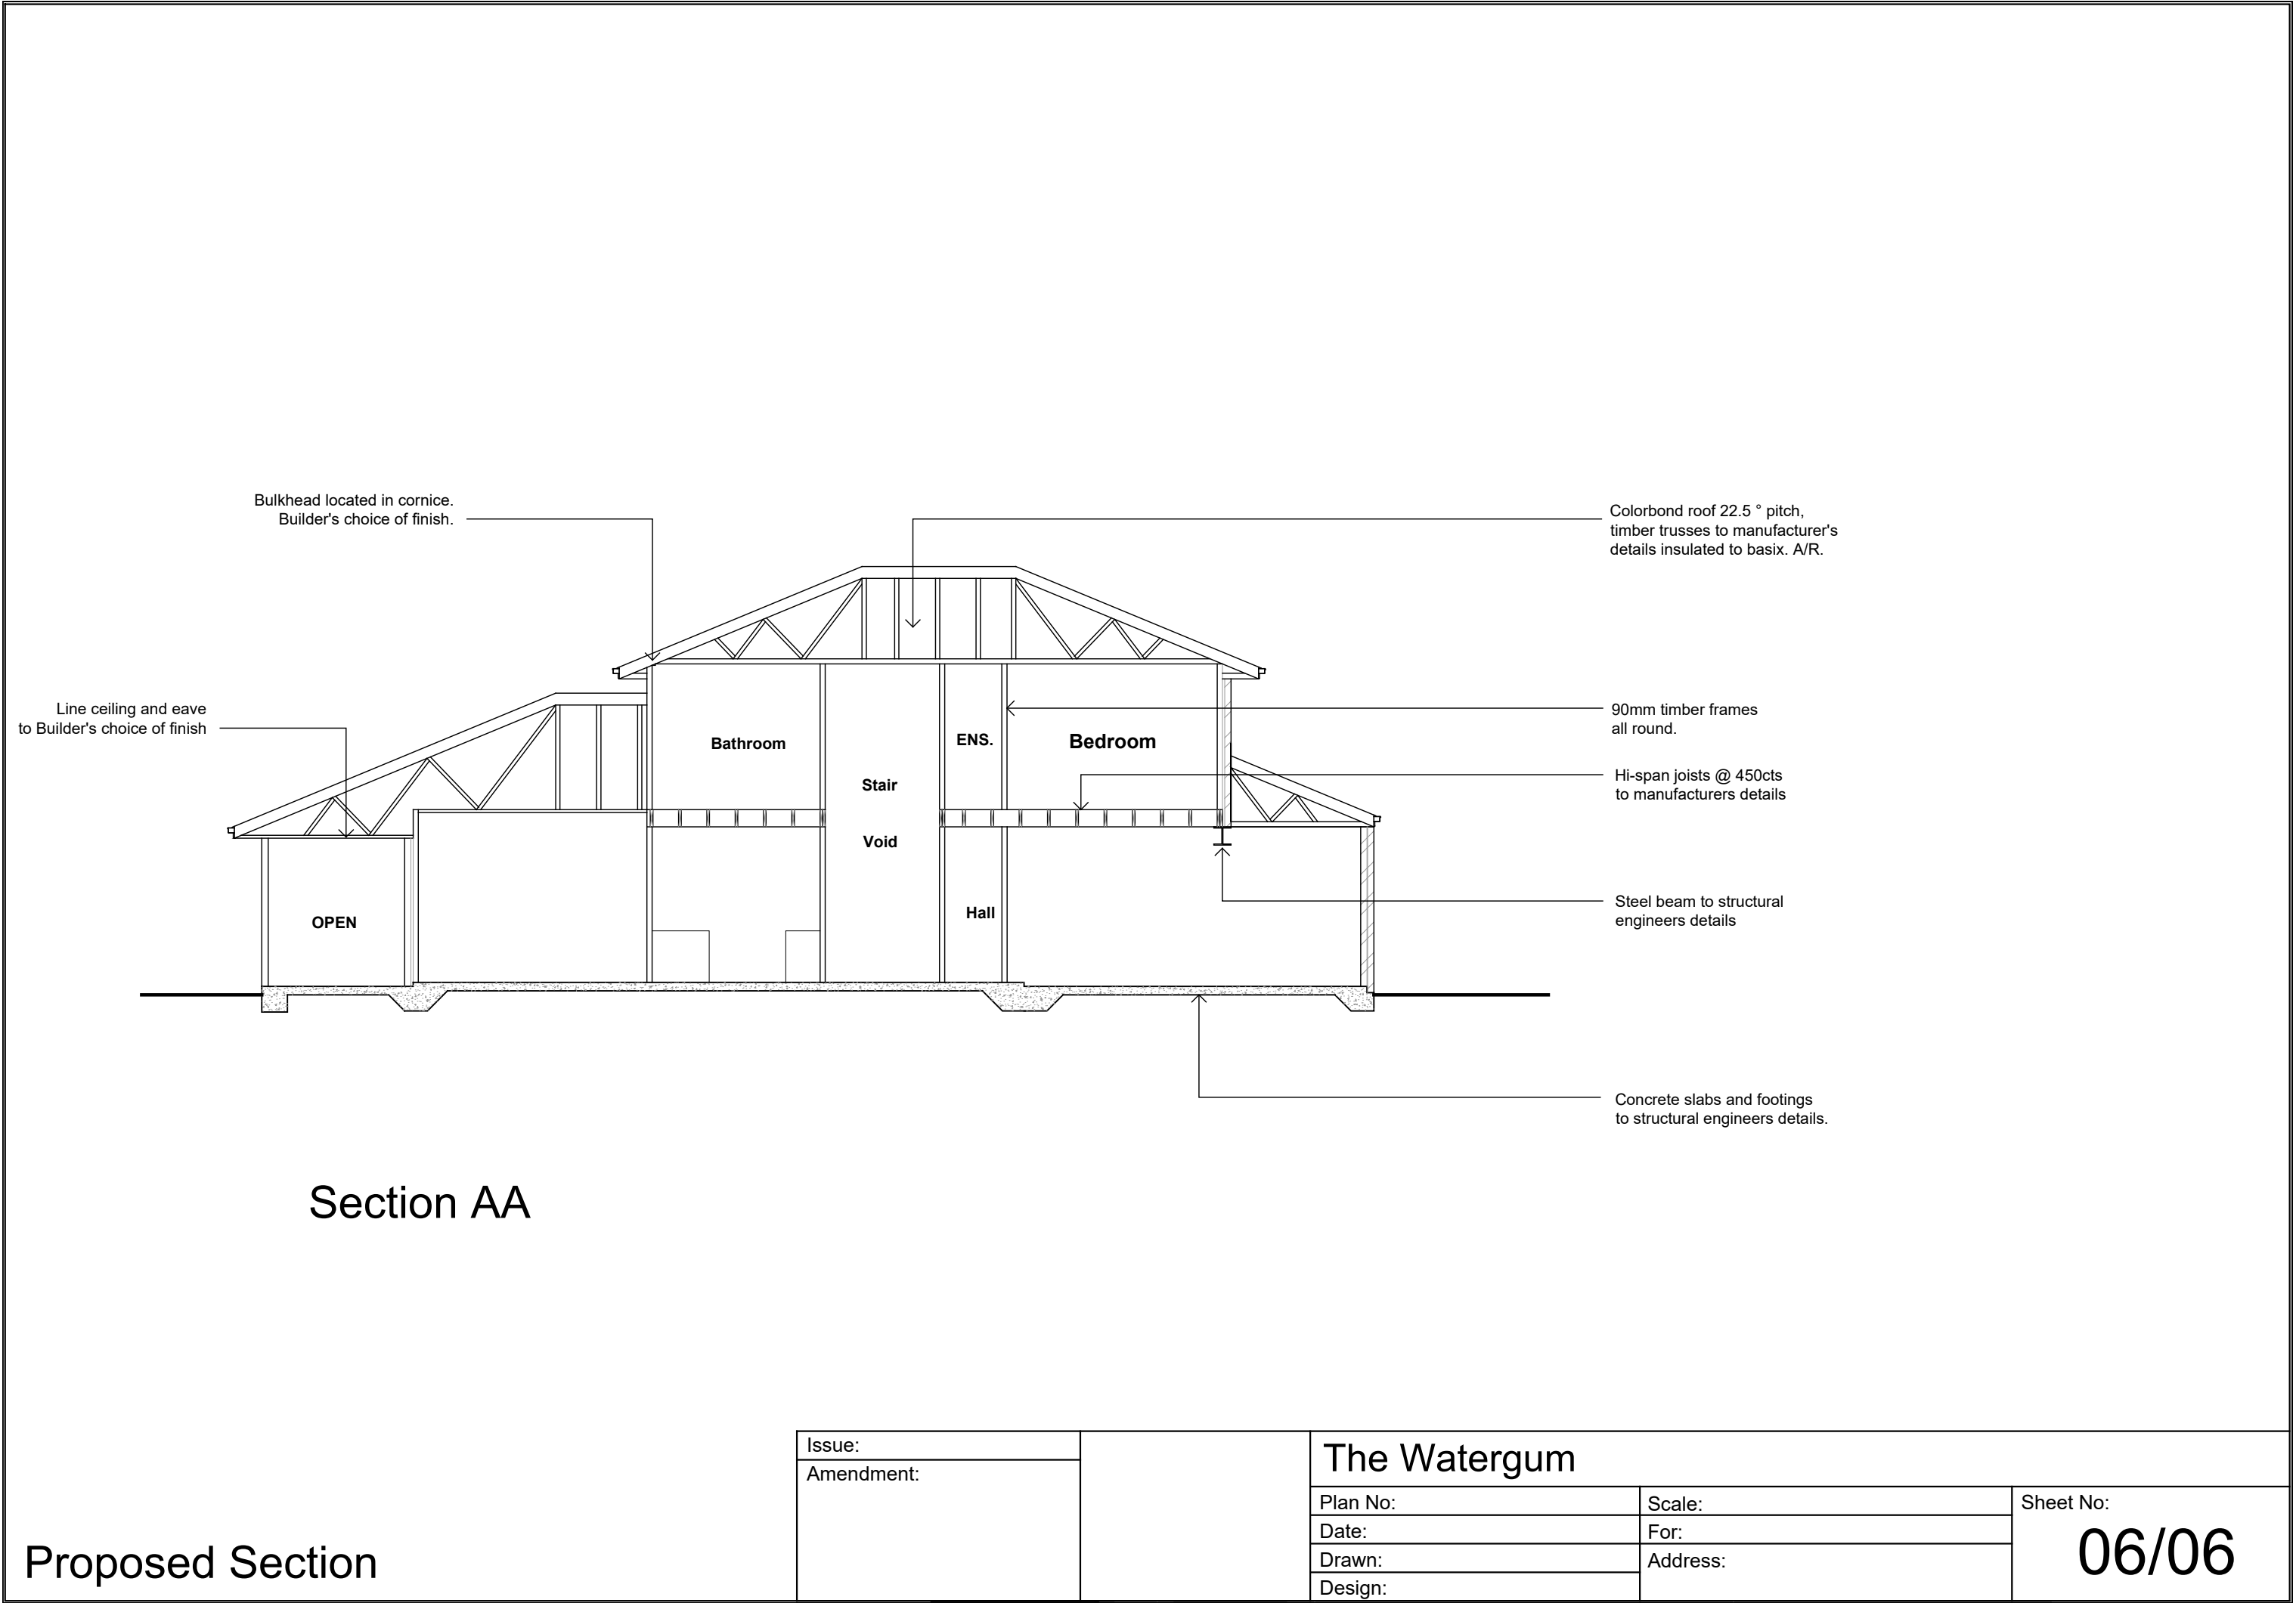 Bulkhead located in cornice.
Builder's choice of finish.
Colorbond roof 22.5 ° pitch,
timber trusses to manufacturer's
details insulated to basix. A/R.
Line ceiling and eave
to Builder's choice of finish
90mm timber frames
all round.
Bathroom
ENS.
Bedroom
Hi-span joists @ 450cts
to manufacturers details
Stair
Void
Steel beam to structural
engineers details
OPEN
Hall
Concrete slabs and footings
to structural engineers details.
Section AA
Proposed Section
Issue:
Amendment:
The Watergum
Plan No:
Scale:
Sheet No:
Date:
For:
06/06
Drawn:
Address:
Design: